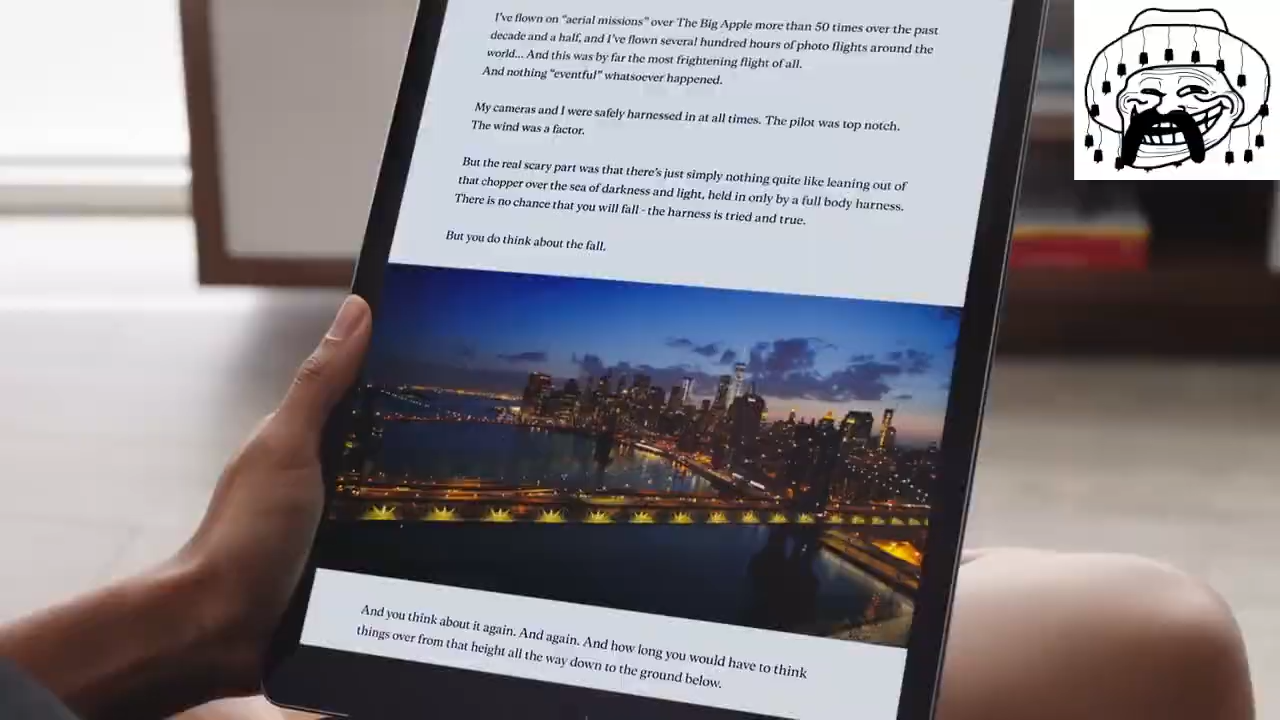 I've flown on "aerial missions" over The Big Apple more than 50 times over the past
decade and a half, and I've flown several hundred hours of photo flights around the
world... And this was by far the most frightening flight of all.
And nothing "eventful" whatsoever happened.
My cameras and I were safely harnessed in at all times. The pilot was top notch.
The wind was a factor.
But the real scary part was that there's just simply nothing quite like leaning out of
that chopper over the sea of darkness and light, held in only by a full body harness.
There is no chance that you will fall - the harness is tried and true.
But you do think about the fall.
And you think about it again. And again. And how long you would have to think
things over from that height all the way down to the ground below.